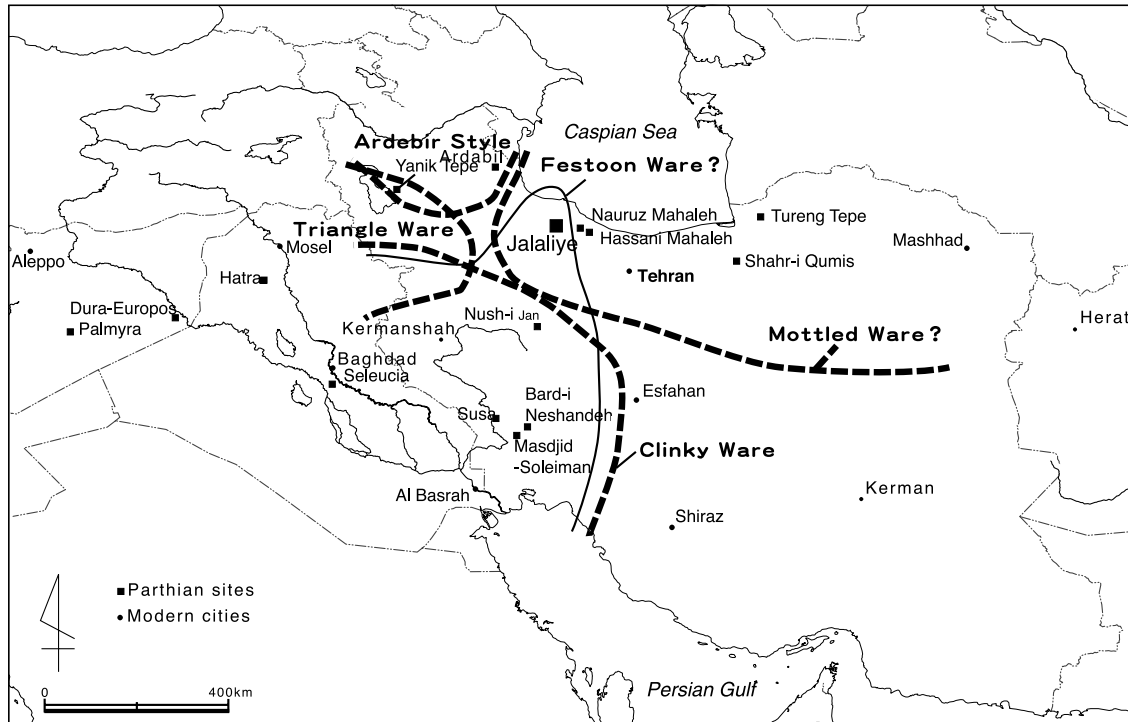 Caspian Sea
Ardebir Style
Ardabil
Yanik Tepe
Festoon Ware?
Nauruz Mahaleh
Hassani Mahaleh
Jalaliye
Tureng Tepe
Mashhad
Triangle Ware
Mosel
Aleppo
Tehran
Shahr-i Qumis
Hatra
Dura-Europos
Palmyra
Nush-i Jan
Kermanshah
Herat
Mottled Ware?
Baghdad
Seleucia
Esfahan
Bard-i
Neshandeh
Susa
Masdjid
-Soleiman
Clinky Ware
Al Basrah
Kerman
Shiraz
Parthian sites
Modern cities
Persian Gulf
0
400km